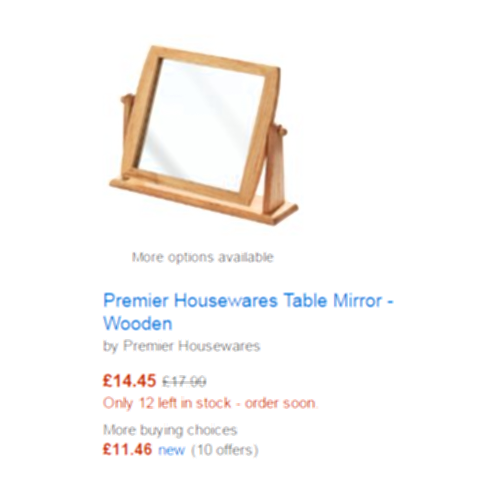 More options available
Premier Housewares Table Mirror -
Wooden
by Premier Housewares
£14.45 £17.99
Only 12 left in stock - order soon.
More buying choices
£11.46 new (10 offers)